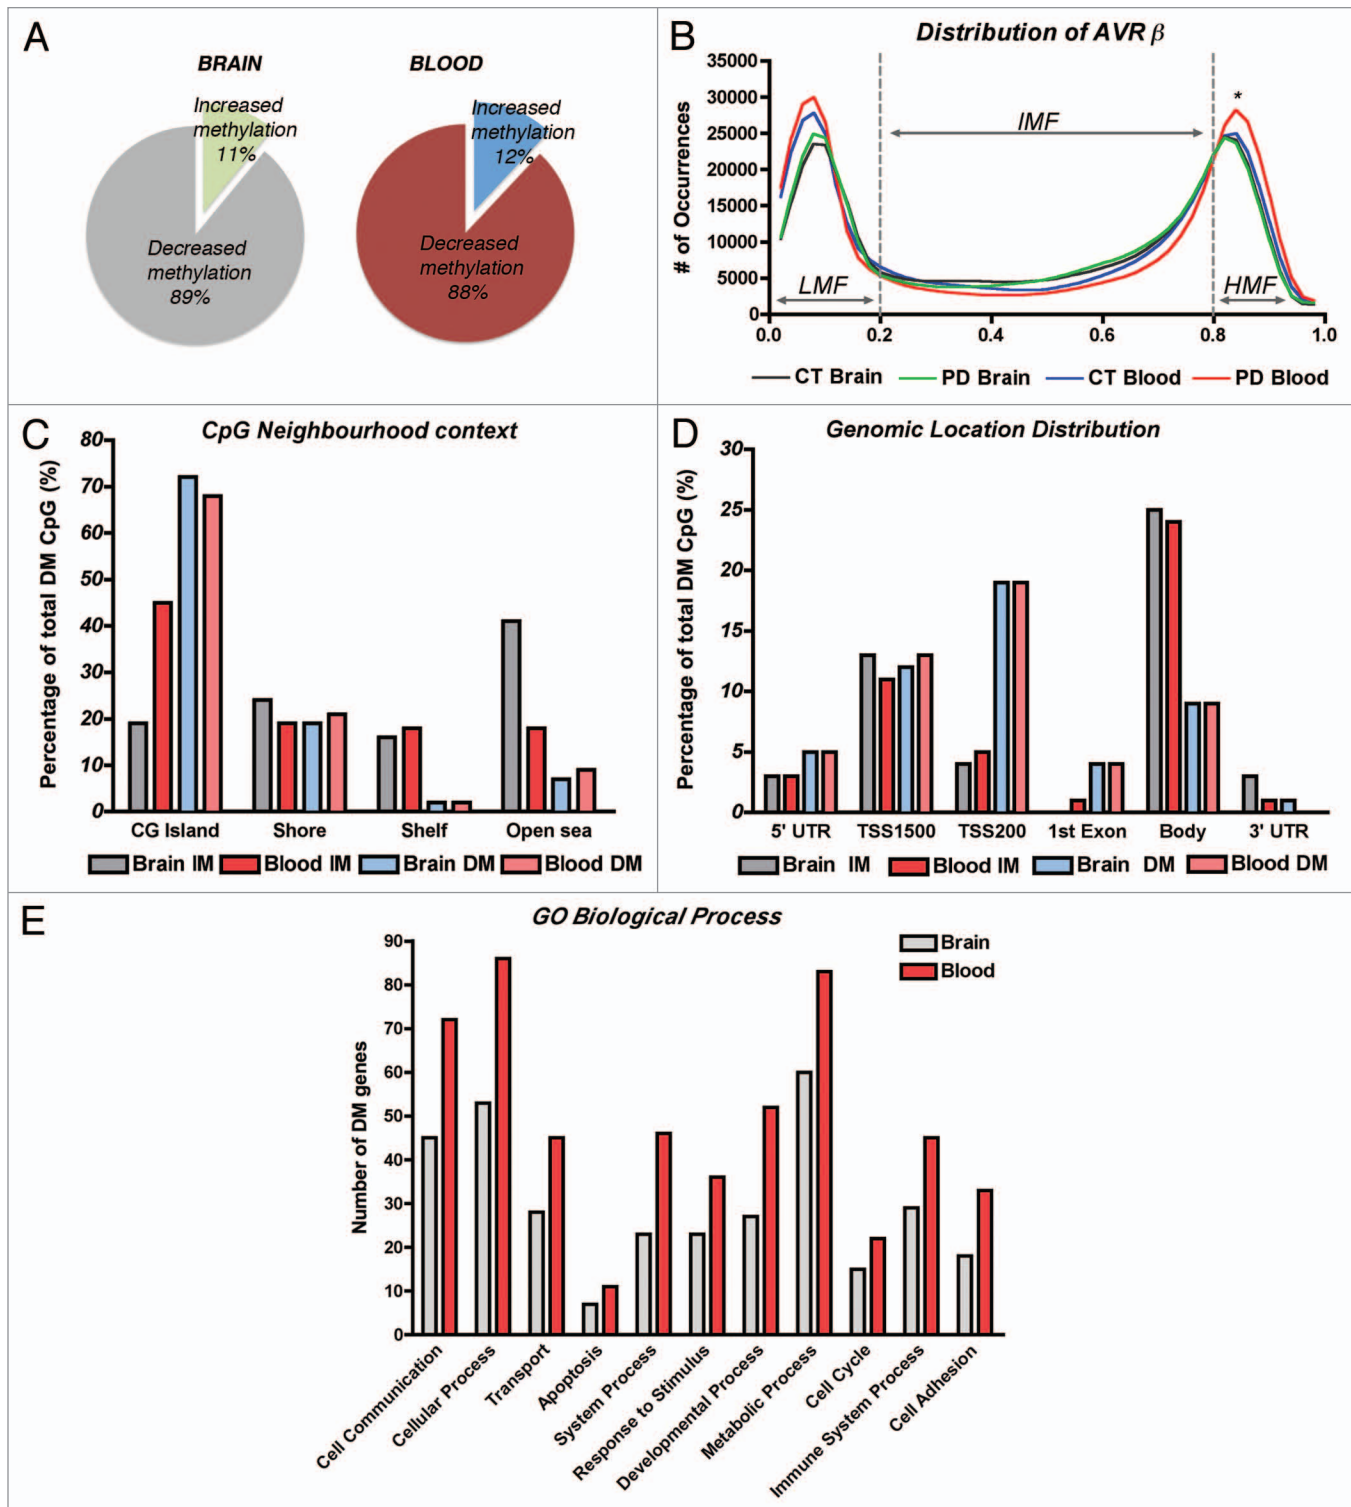 A
BRAIN
BLOOD
Increased
methylation
11%
Decreased
methylation
89%
Increased
methylation
12%
Decreased
methylation
88%
B
Distribution of AVR β
# of Occurrences
35000
30000
25000
20000
15000
10000
5000
0
0.0 0.2 0.4 0.6 0.8 1.0
LMF
IMF
HMF
*
CT Brain PD Brain CT Blood PD Blood
C
CpG Neighbourhood context
Percentage of total DM CpG (%)
80
70
60
50
40
30
20
10
0
CG Island Shore Shelf Open sea
Brain IM Blood IM Brain DM Blood DM
D
Genomic Location Distribution
Percentage of total DM CpG (%)
30
25
20
15
10
5
0
5' UTR TSS1500 TSS200 1st Exon Body 3' UTR
Brain IM Blood IM Brain DM Blood DM
E
GO Biological Process
Brain
Blood
Number of DM genes
90
80
70
60
50
40
30
20
10
0
Cell Communication
Cellular Process
Transport
Apoptosis
System Process
Response to Stimulus
Developmental Process
Metabolic Process
Cell Cycle
Immune System Process
Cell Adhesion